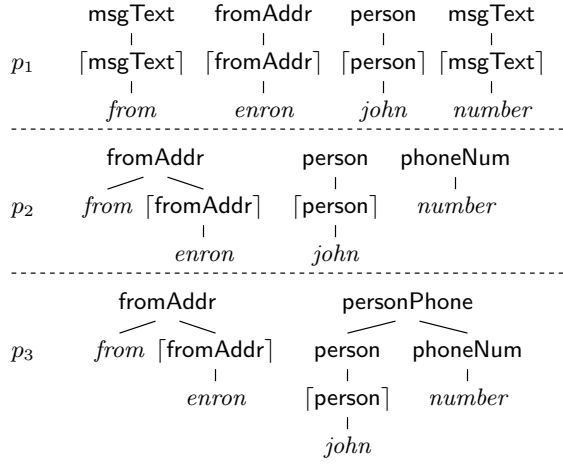 msgText fromAddr person msgText
p₁ ⌈msgText⌉ ⌈fromAddr⌉ ⌈person⌉ ⌈msgText⌉
from enron john number
fromAddr person phoneNum
p₂ from ⌈fromAddr⌉ ⌈person⌉ number
enron john
fromAddr personPhone
p₃ from ⌈fromAddr⌉ person phoneNum
enron ⌈person⌉ number
john